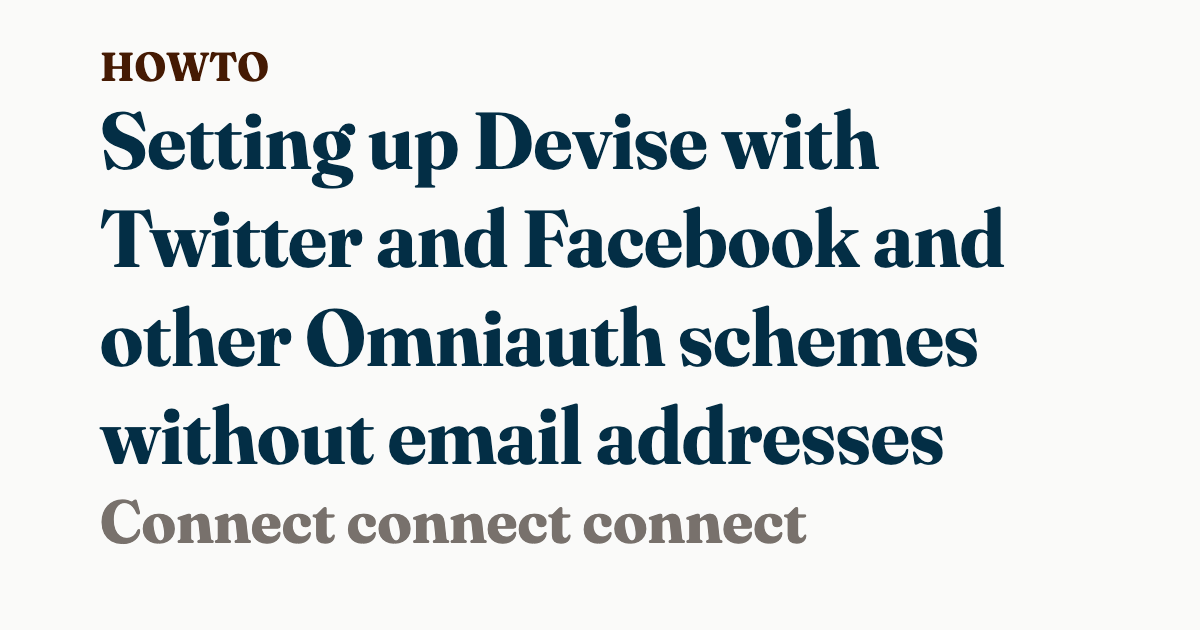 HOWTO
Setting up Devise with
Twitter and Facebook and
other Omniauth schemes
without email addresses
Connect connect connect